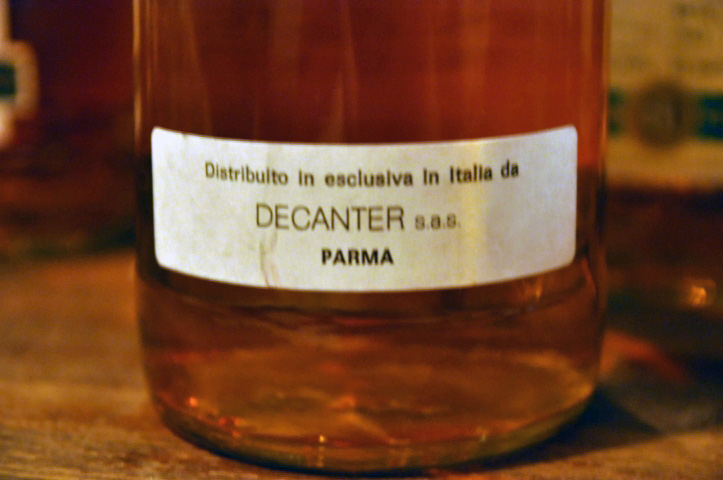 Distribuito in esclusiva in Italia da
DECANTER s.a.s.
PARMA